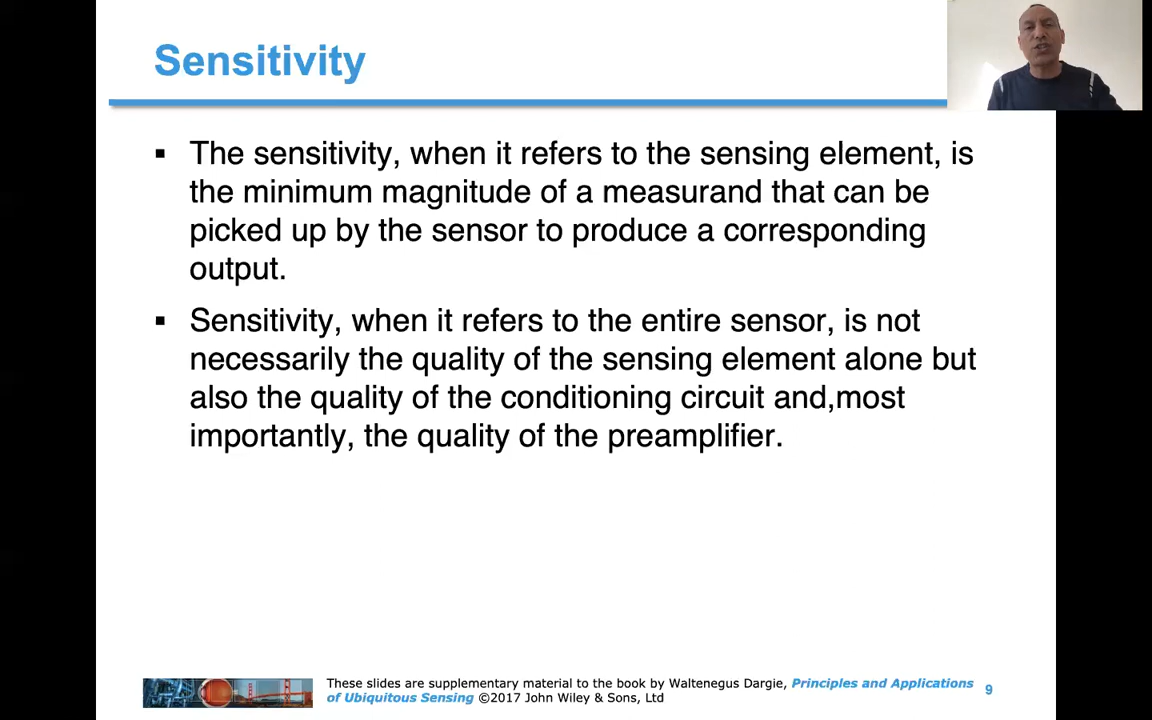 Sensitivity
▪ The sensitivity, when it refers to the sensing element, is
the minimum magnitude of a measurand that can be
picked up by the sensor to produce a corresponding
output.
▪ Sensitivity, when it refers to the entire sensor, is not
necessarily the quality of the sensing element alone but
also the quality of the conditioning circuit and,most
importantly, the quality of the preamplifier.
These slides are supplementary material to the book by Waltenegus Dargie, Principles and Applications
of Ubiquitous Sensing ©2017 John Wiley & Sons, Ltd
9